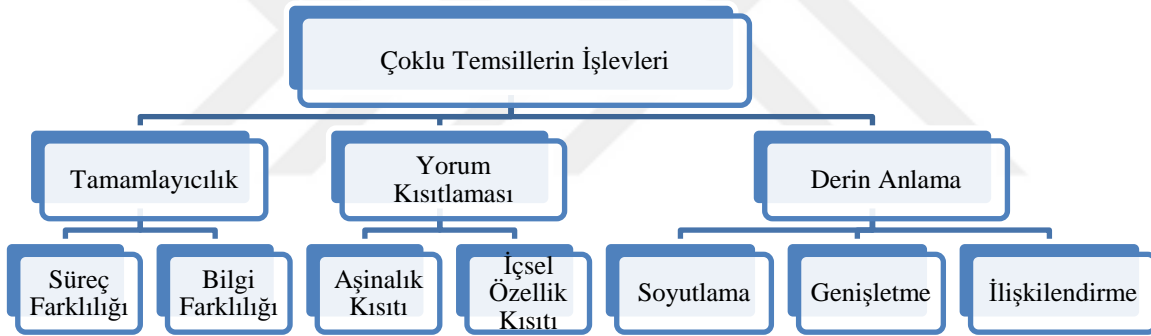 Çoklu Temsillerin İşlevleri
Tamamlayıcılık
Yorum
Kısıtlaması
Derin Anlama
Süreç
Farklılığı
Bilgi
Farklılığı
Aşinalık
Kısıtı
İçsel
Özellik
Kısıtı
Soyutlama
Genişletme
İlişkilendirme